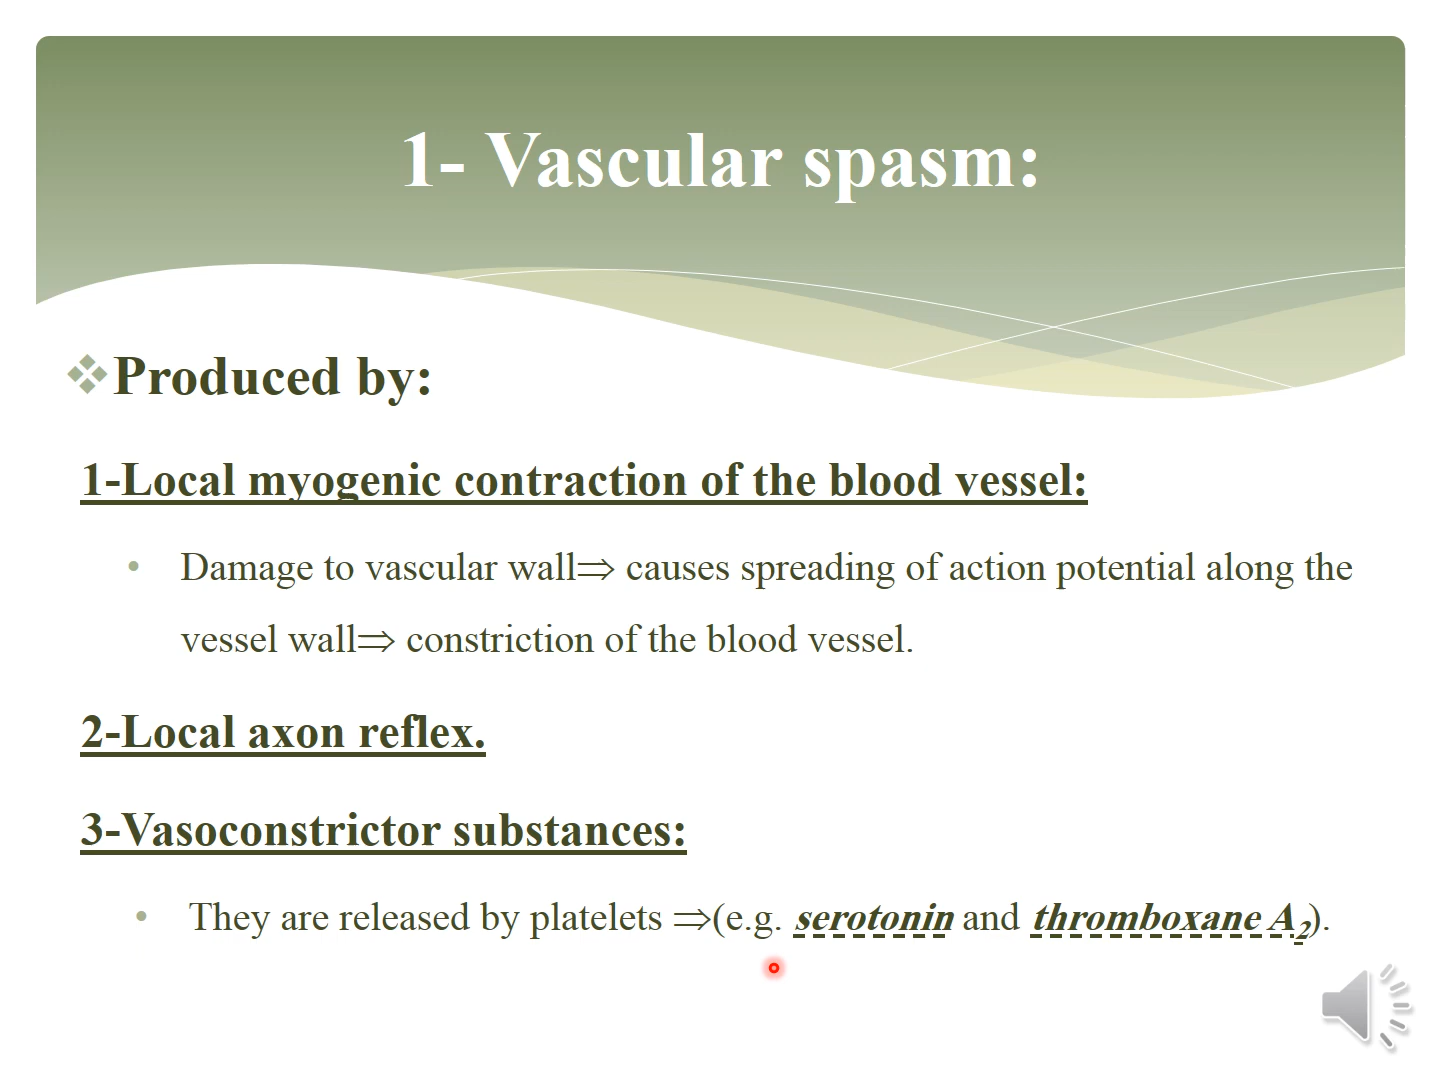 1- Vascular spasm:
❖Produced by:
1-Local myogenic contraction of the blood vessel:
• Damage to vascular wall⇒ causes spreading of action potential along the
vessel wall⇒ constriction of the blood vessel.
2-Local axon reflex.
3-Vasoconstrictor substances:
• They are released by platelets ⇒(e.g. serotonin and thromboxane A₂).